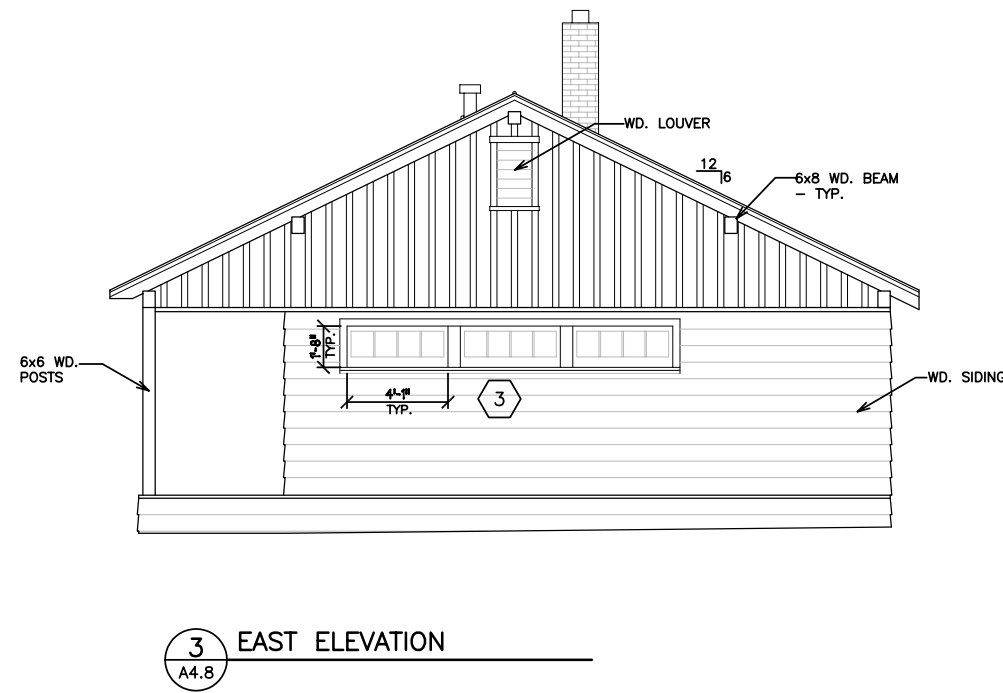 WD. LOUVER
12
6
6x8 WD. BEAM
- TYP.
1'-8"
TYP.
6x6 WD.
POSTS
4'-1"
TYP.
3
WD. SIDING
3
A4.8
EAST ELEVATION